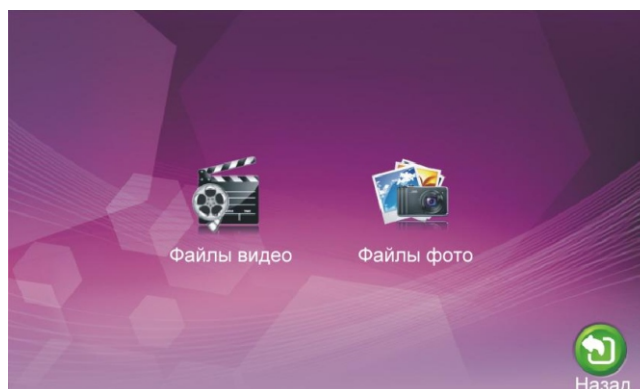 Файлы видео
Файлы фото
Назад